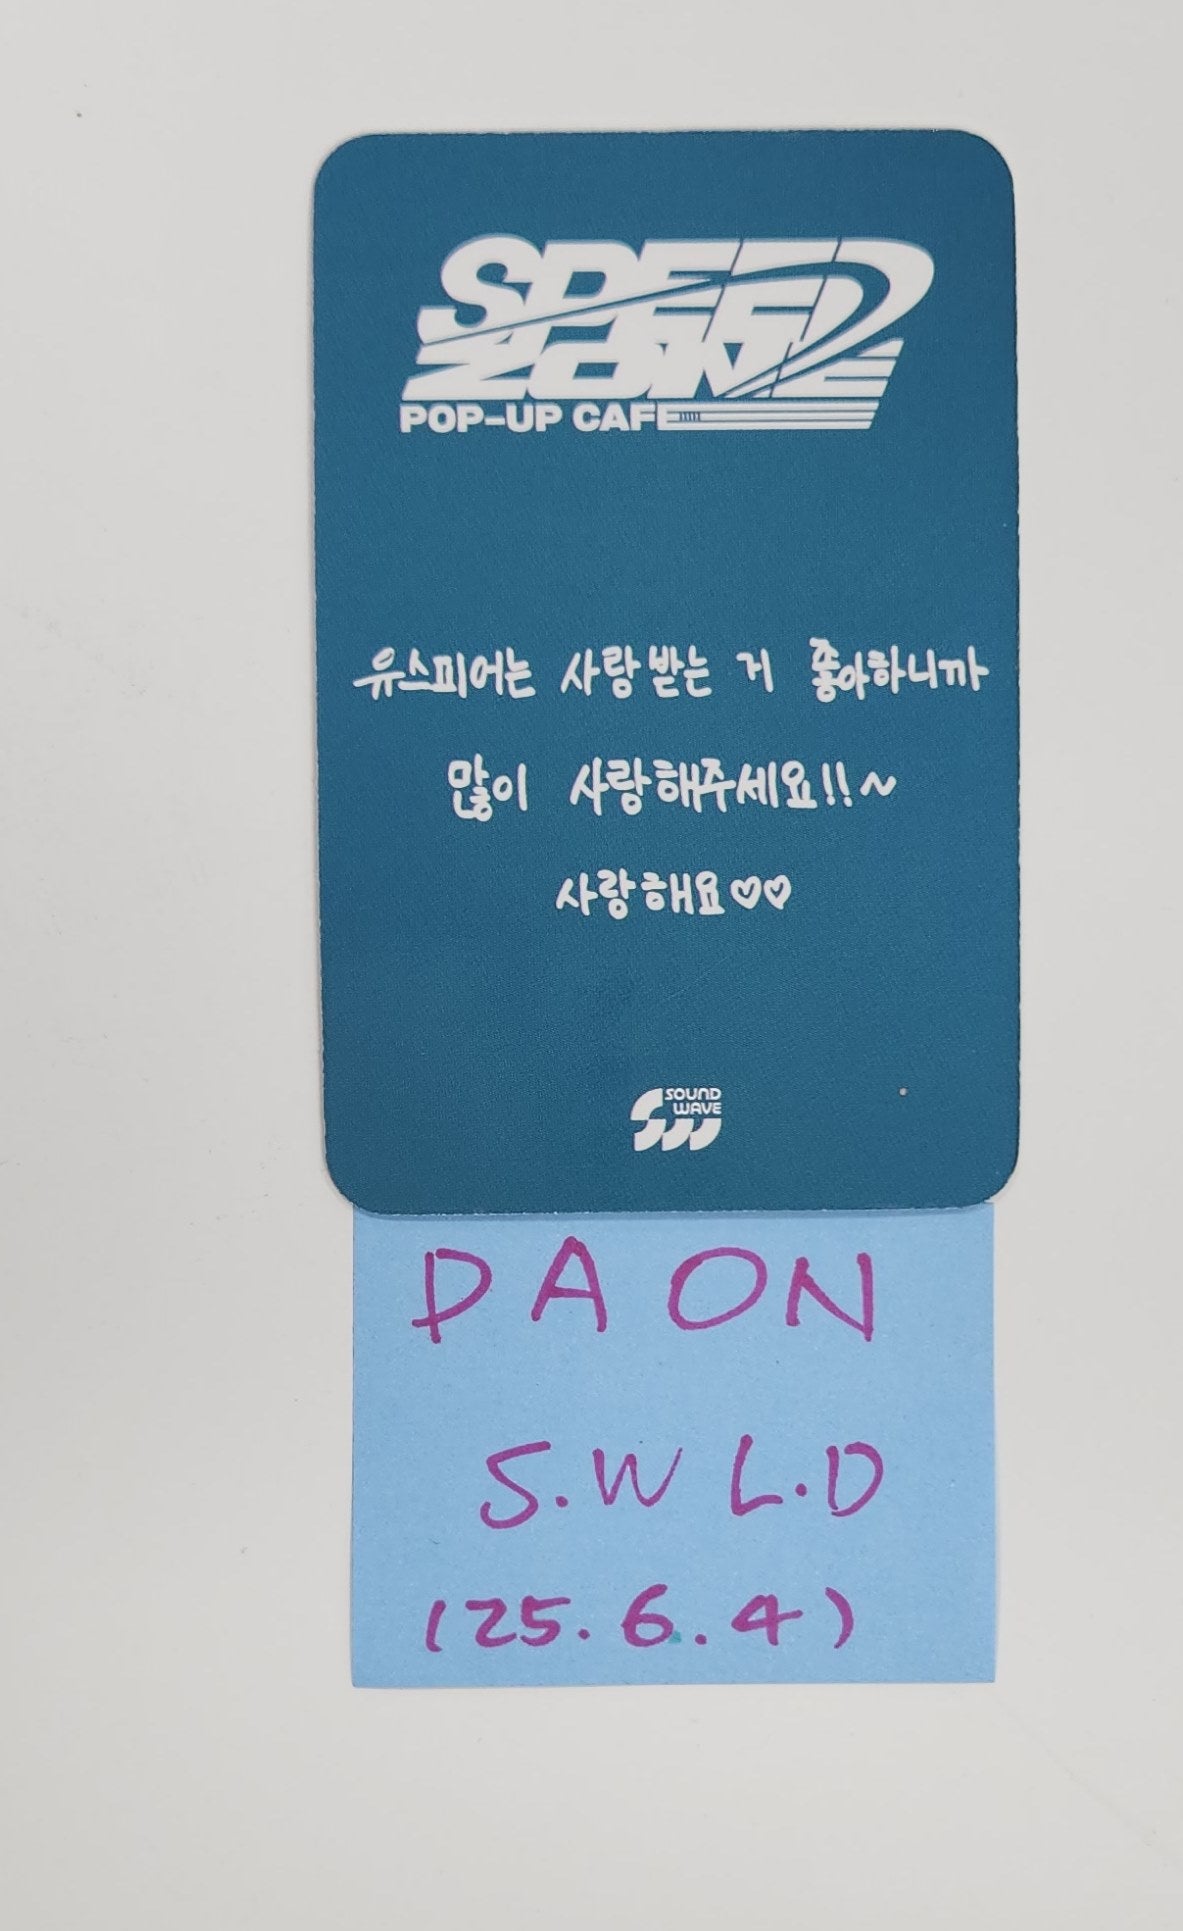 SPEED
ZONE
POP-UP CAFE
유스피어는 사랑받는 거 좋아하니까
많이 사랑해주세요!!~
사랑해요♡♡
SOUND
WAVE
DAON
S.W L.D
(25.6.4)